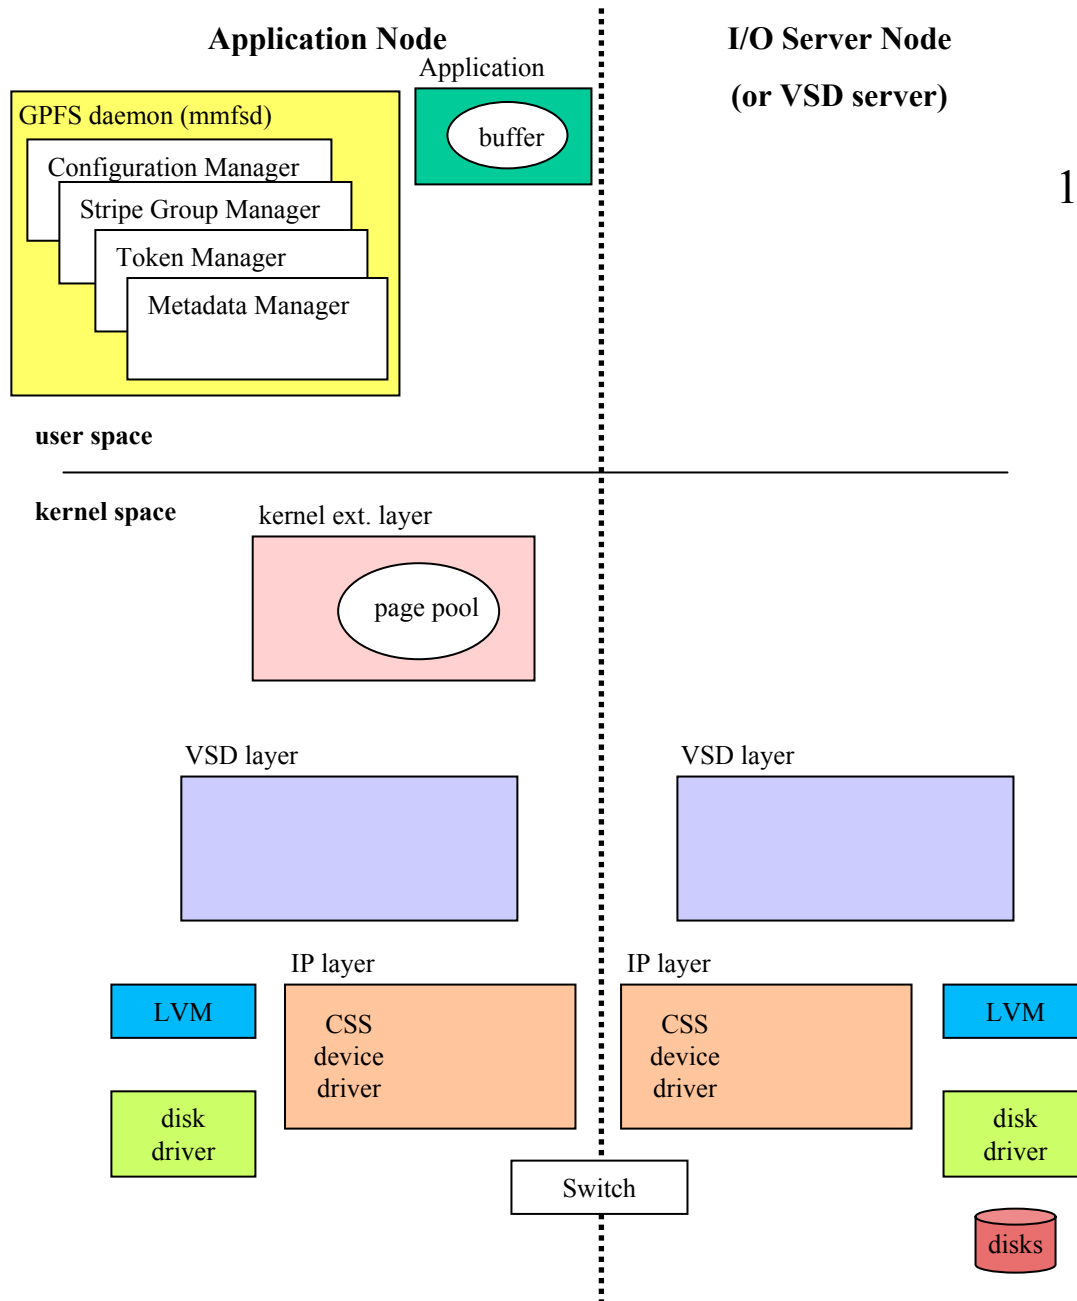 Application Node
I/O Server Node
(or VSD server)
Application
buffer
GPFS daemon (mmfsd)
Configuration Manager
Stripe Group Manager
Token Manager
Metadata Manager
1
user space
kernel space
kernel ext. layer
page pool
VSD layer
VSD layer
IP layer
IP layer
LVM
CSS
device
driver
CSS
device
driver
LVM
disk
driver
disk
driver
Switch
disks